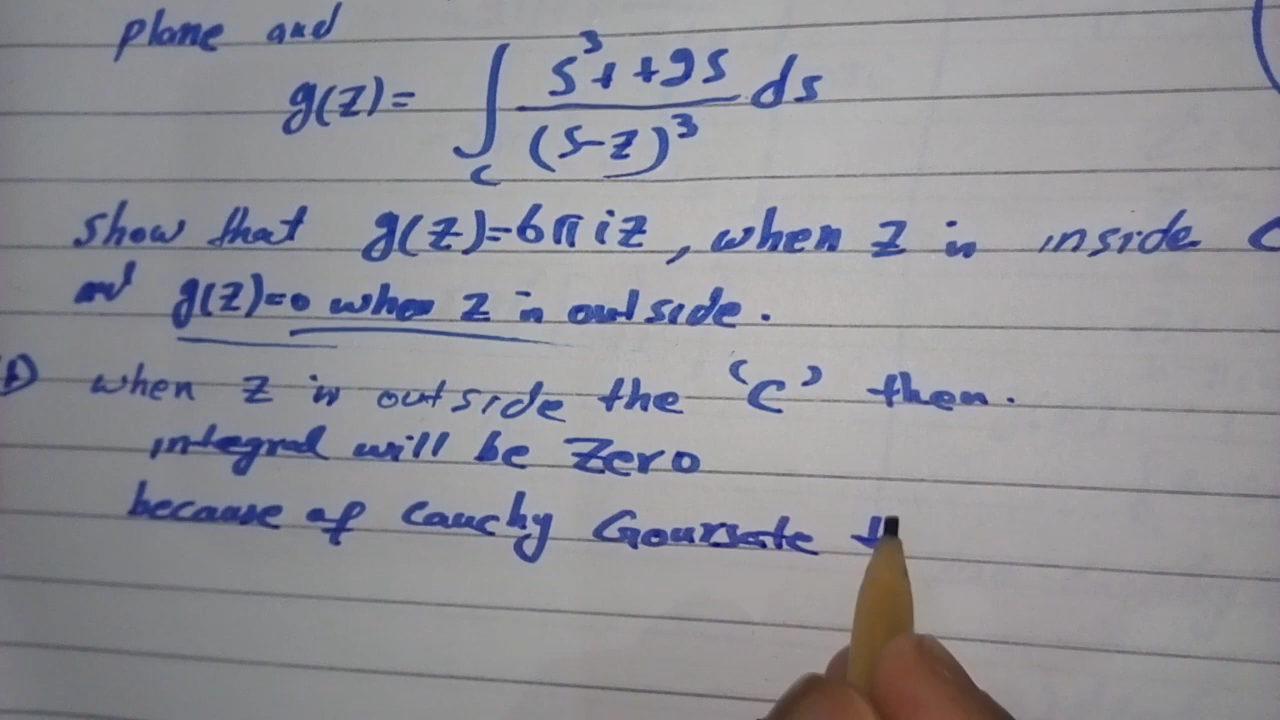 plane and
g(z)= ∫_C (s³+ +2s)/(s-z)³ ds
show that g(z)=6πiz, when z is inside C
and g(z)=0 when z is outside.
when z is outside the 'C' then.
integral will be Zero
because of Cauchy Goursate